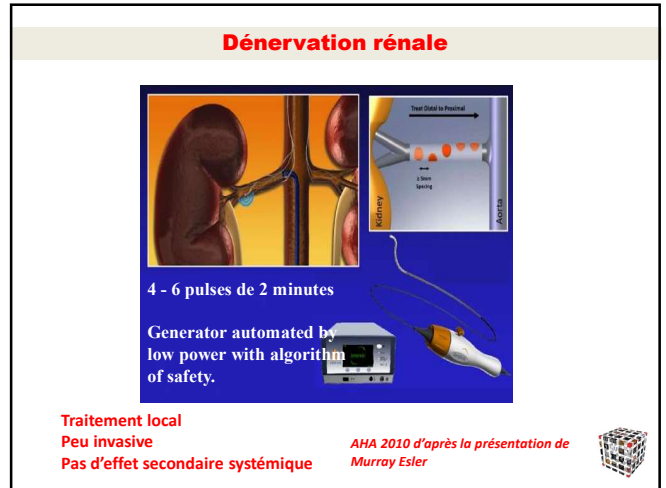 Dénervation rénale
Treat Distal to Proximal
≥ 5mm
Spacing
Kidney
Aorta
4 - 6 pulses de 2 minutes
Generator automated by
low power with algorithm
of safety.
Traitement local
Peu invasive
Pas d’effet secondaire systémique
AHA 2010 d’après la présentation de
Murray Esler